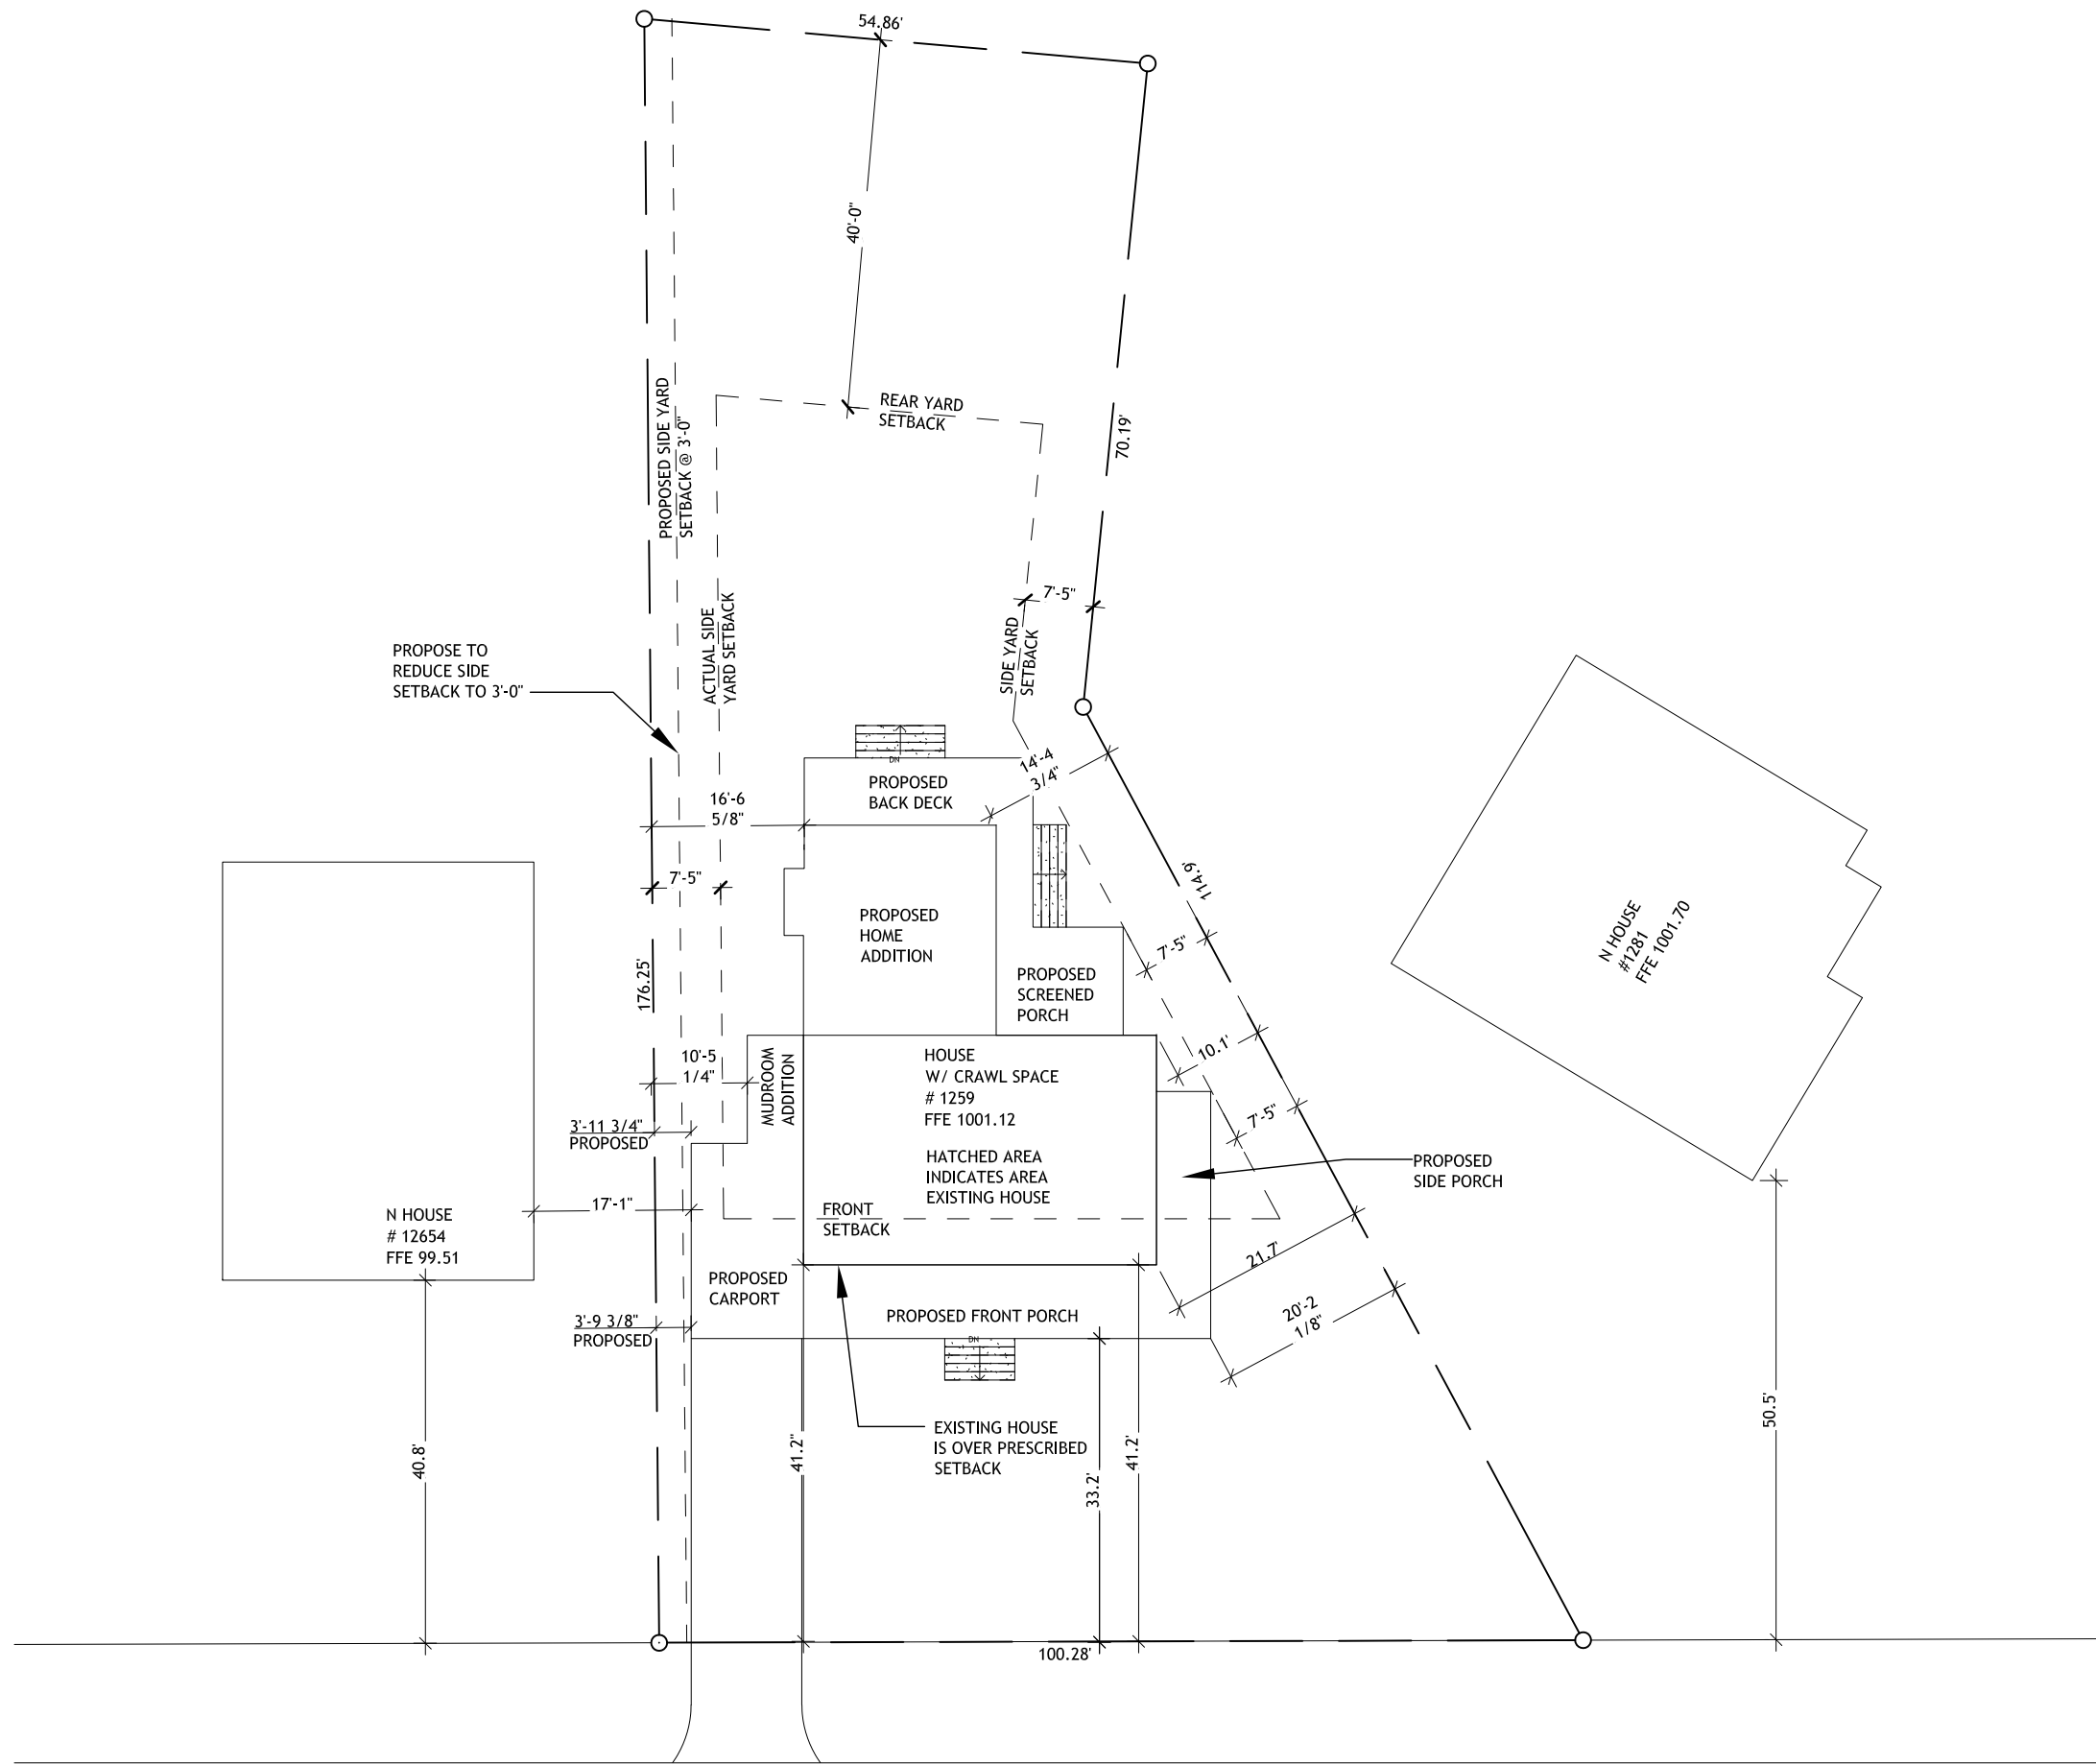 54.86'
40'-0"
REAR YARD
SETBACK
PROPOSED SIDE YARD
SETBACK @ 3'-0"
70.19'
ACTUAL SIDE
YARD SETBACK
7'-5"
SIDE YARD
SETBACK
PROPOSE TO
REDUCE SIDE
SETBACK TO 3'-0"
DN
14'-4
3/4"
PROPOSED
BACK DECK
16'-6
5/8"
7'-5"
114.9'
PROPOSED
HOME
ADDITION
7'-5"
N HOUSE
#1281
FFE 1001.70
176.25'
PROPOSED
SCREENED
PORCH
10'-5
1/4"
MUDROOM
ADDITION
HOUSE
W/ CRAWL SPACE
# 1259
FFE 1001.12
10.1'
7'-5"
3'-11 3/4"
PROPOSED
HATCHED AREA
INDICATES AREA
EXISTING HOUSE
PROPOSED
SIDE PORCH
17'-1"
FRONT
SETBACK
N HOUSE
# 12654
FFE 99.51
21.7'
PROPOSED
CARPORT
PROPOSED FRONT PORCH
20'-2
1/8"
3'-9 3/8"
PROPOSED
DN
EXISTING HOUSE
IS OVER PRESCRIBED
SETBACK
40.8'
41.2"
33.2'
41.2'
50.5'
100.28'